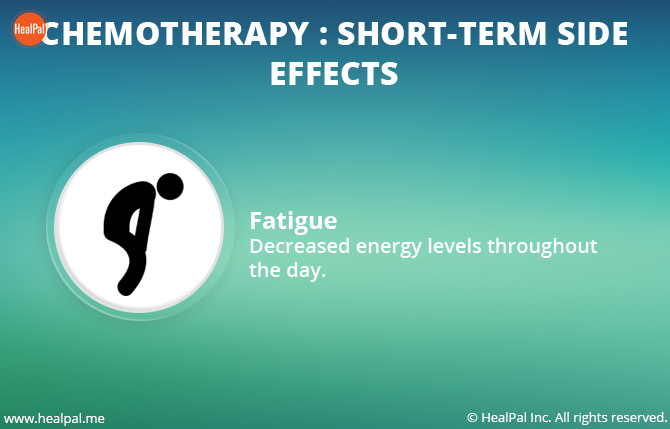 HealPal
CHEMOTHERAPY : SHORT-TERM SIDE
EFFECTS
Fatigue
Decreased energy levels throughout
the day.
www.healpal.me
© HealPal Inc. All rights reserved.